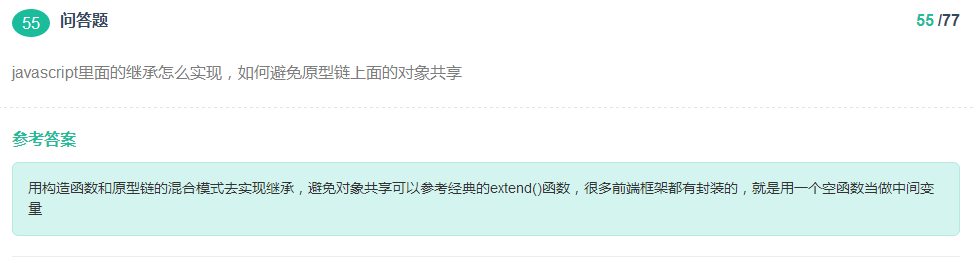 55 问答题 55 /77
javascript里面的继承怎么实现，如何避免原型链上面的对象共享
参考答案
用构造函数和原型链的混合模式去实现继承，避免对象共享可以参考经典的extend()函数，很多前端框架都有封装的，就是用一个空函数当做中间变
量